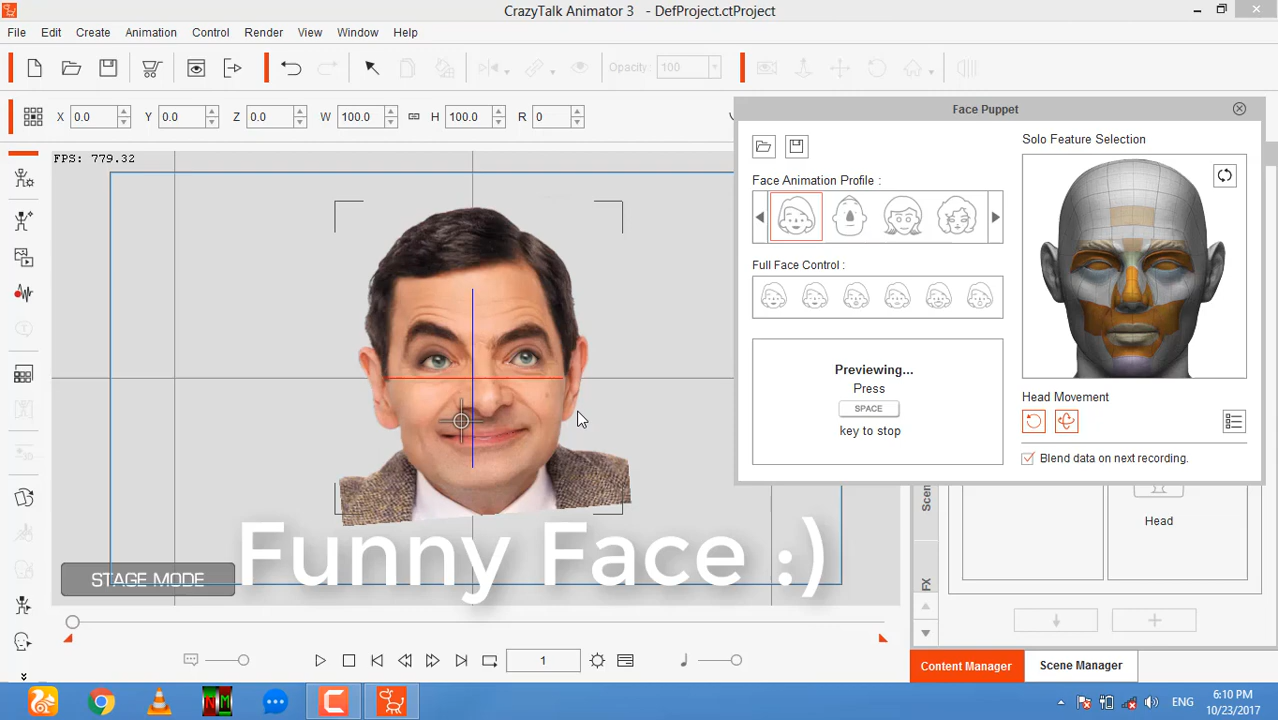 CrazyTalk Animator 3 - DefProject.ctProject
File Edit Create Animation Control Render View Window Help
Opacity: 100
X 0.0 Y 0.0 Z 0.0 W 100.0 H 100.0 R 0
FPS: 779.32
Face Puppet
Solo Feature Selection
Face Animation Profile :
Full Face Control :
Previewing...
Press
SPACE
key to stop
Head Movement
Blend data on next recording.
Head
FX
Funny Face :)
STAGE MODE
1
Content Manager Scene Manager
N M
ENG
6:10 PM
10/23/2017